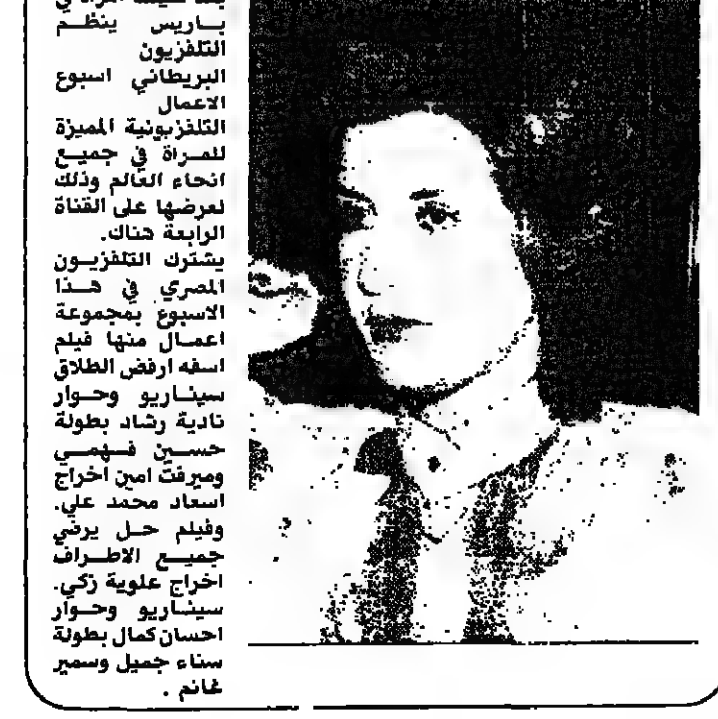 باريس ينظم
التلفزيون
البريطاني اسبوع
الاعمال
التلفزيونية المميزة
للمراة في جميع
انحاء العالم وذلك
لعرضها على القناة
الرابعة هناك.
يشترك التلفزيون
المصري في هذا
الاسبوع بمجموعة
اعمال منها فيلم
اسفه ارفض الطلاق
سيناريو وحوار
نادية رشاد بطولة
حسين فهمي
وميرفت امين اخراج
اسعاد محمد علي.
وفيلم حل يرضي
جميع الاطراف
اخراج علوية زكي.
سيناريو وحوار
احسان كمال بطولة
سناء جميل وسمير
غانم .